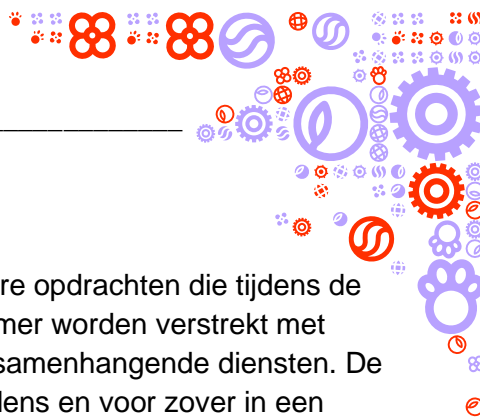 re opdrachten die tijdens de
mer worden verstrekt met
samenhangende diensten. De
dens en voor zover in een